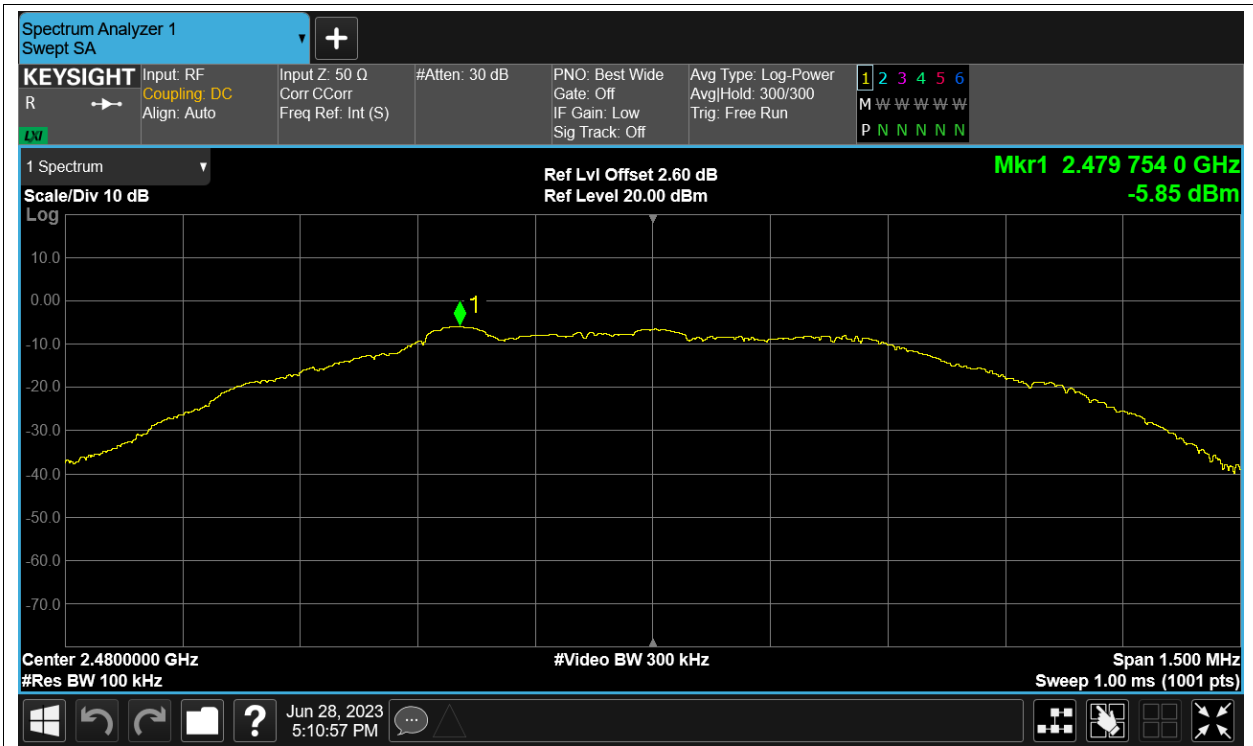 Spectrum Analyzer 1
Swept SA
KEYSIGHT
R
LXI
Input: RF
Coupling: DC
Align: Auto
Input Z: 50 Ω
Corr CCorr
Freq Ref: Int (S)
#Atten: 30 dB
PNO: Best Wide
Gate: Off
IF Gain: Low
Sig Track: Off
Avg Type: Log-Power
Avg|Hold: 300/300
Trig: Free Run
1 2 3 4 5 6
M W W W W W
P N N N N N
1 Spectrum
Scale/Div 10 dB
Log
Ref Lvl Offset 2.60 dB
Ref Level 20.00 dBm
Mkr1 2.479 754 0 GHz
-5.85 dBm
10.0
0.00
-10.0
-20.0
-30.0
-40.0
-50.0
-60.0
-70.0
1
Center 2.4800000 GHz
#Res BW 100 kHz
#Video BW 300 kHz
Span 1.500 MHz
Sweep 1.00 ms (1001 pts)
?
Jun 28, 2023
5:10:57 PM